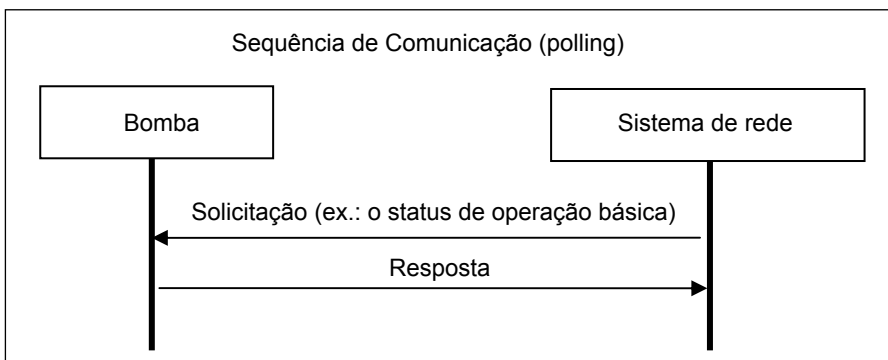 Sequência de Comunicação (polling)
Bomba
Sistema de rede
Solicitação (ex.: o status de operação básica)
Resposta